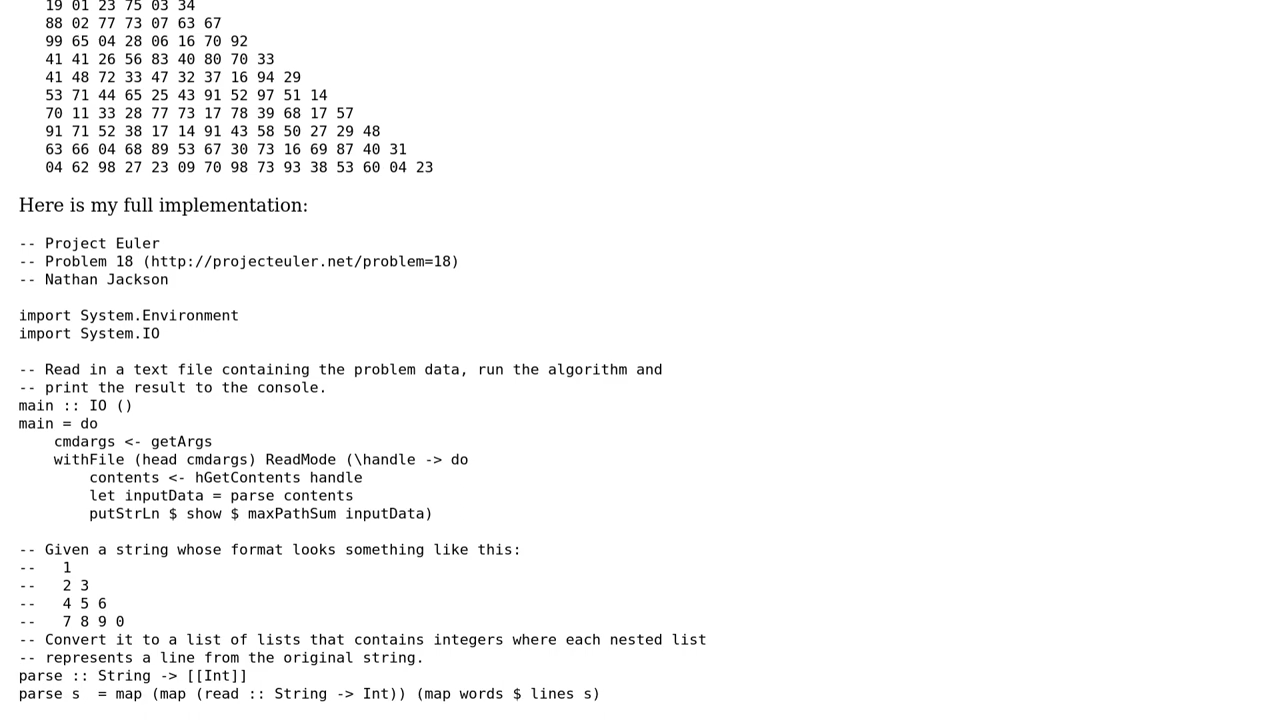 19 01 23 75 03 34
88 02 77 73 07 63 67
99 65 04 28 06 16 70 92
41 41 26 56 83 40 80 70 33
41 48 72 33 47 32 37 16 94 29
53 71 44 65 25 43 91 52 97 51 14
70 11 33 28 77 73 17 78 39 68 17 57
91 71 52 38 17 14 91 43 58 50 27 29 48
63 66 04 68 89 53 67 30 73 16 69 87 40 31
04 62 98 27 23 09 70 98 73 93 38 53 60 04 23
Here is my full implementation:
-- Project Euler
-- Problem 18 (http://projecteuler.net/problem=18)
-- Nathan Jackson
import System.Environment
import System.IO
-- Read in a text file containing the problem data, run the algorithm and
-- print the result to the console.
main :: IO ()
main = do
    cmdargs <- getArgs
    withFile (head cmdargs) ReadMode (\handle -> do
        contents <- hGetContents handle
        let inputData = parse contents
        putStrLn $ show $ maxPathSum inputData)
-- Given a string whose format looks something like this:
--   1
--   2 3
--   4 5 6
--   7 8 9 0
-- Convert it to a list of lists that contains integers where each nested list
-- represents a line from the original string.
parse :: String -> [[Int]]
parse s  = map (map (read :: String -> Int)) (map words $ lines s)